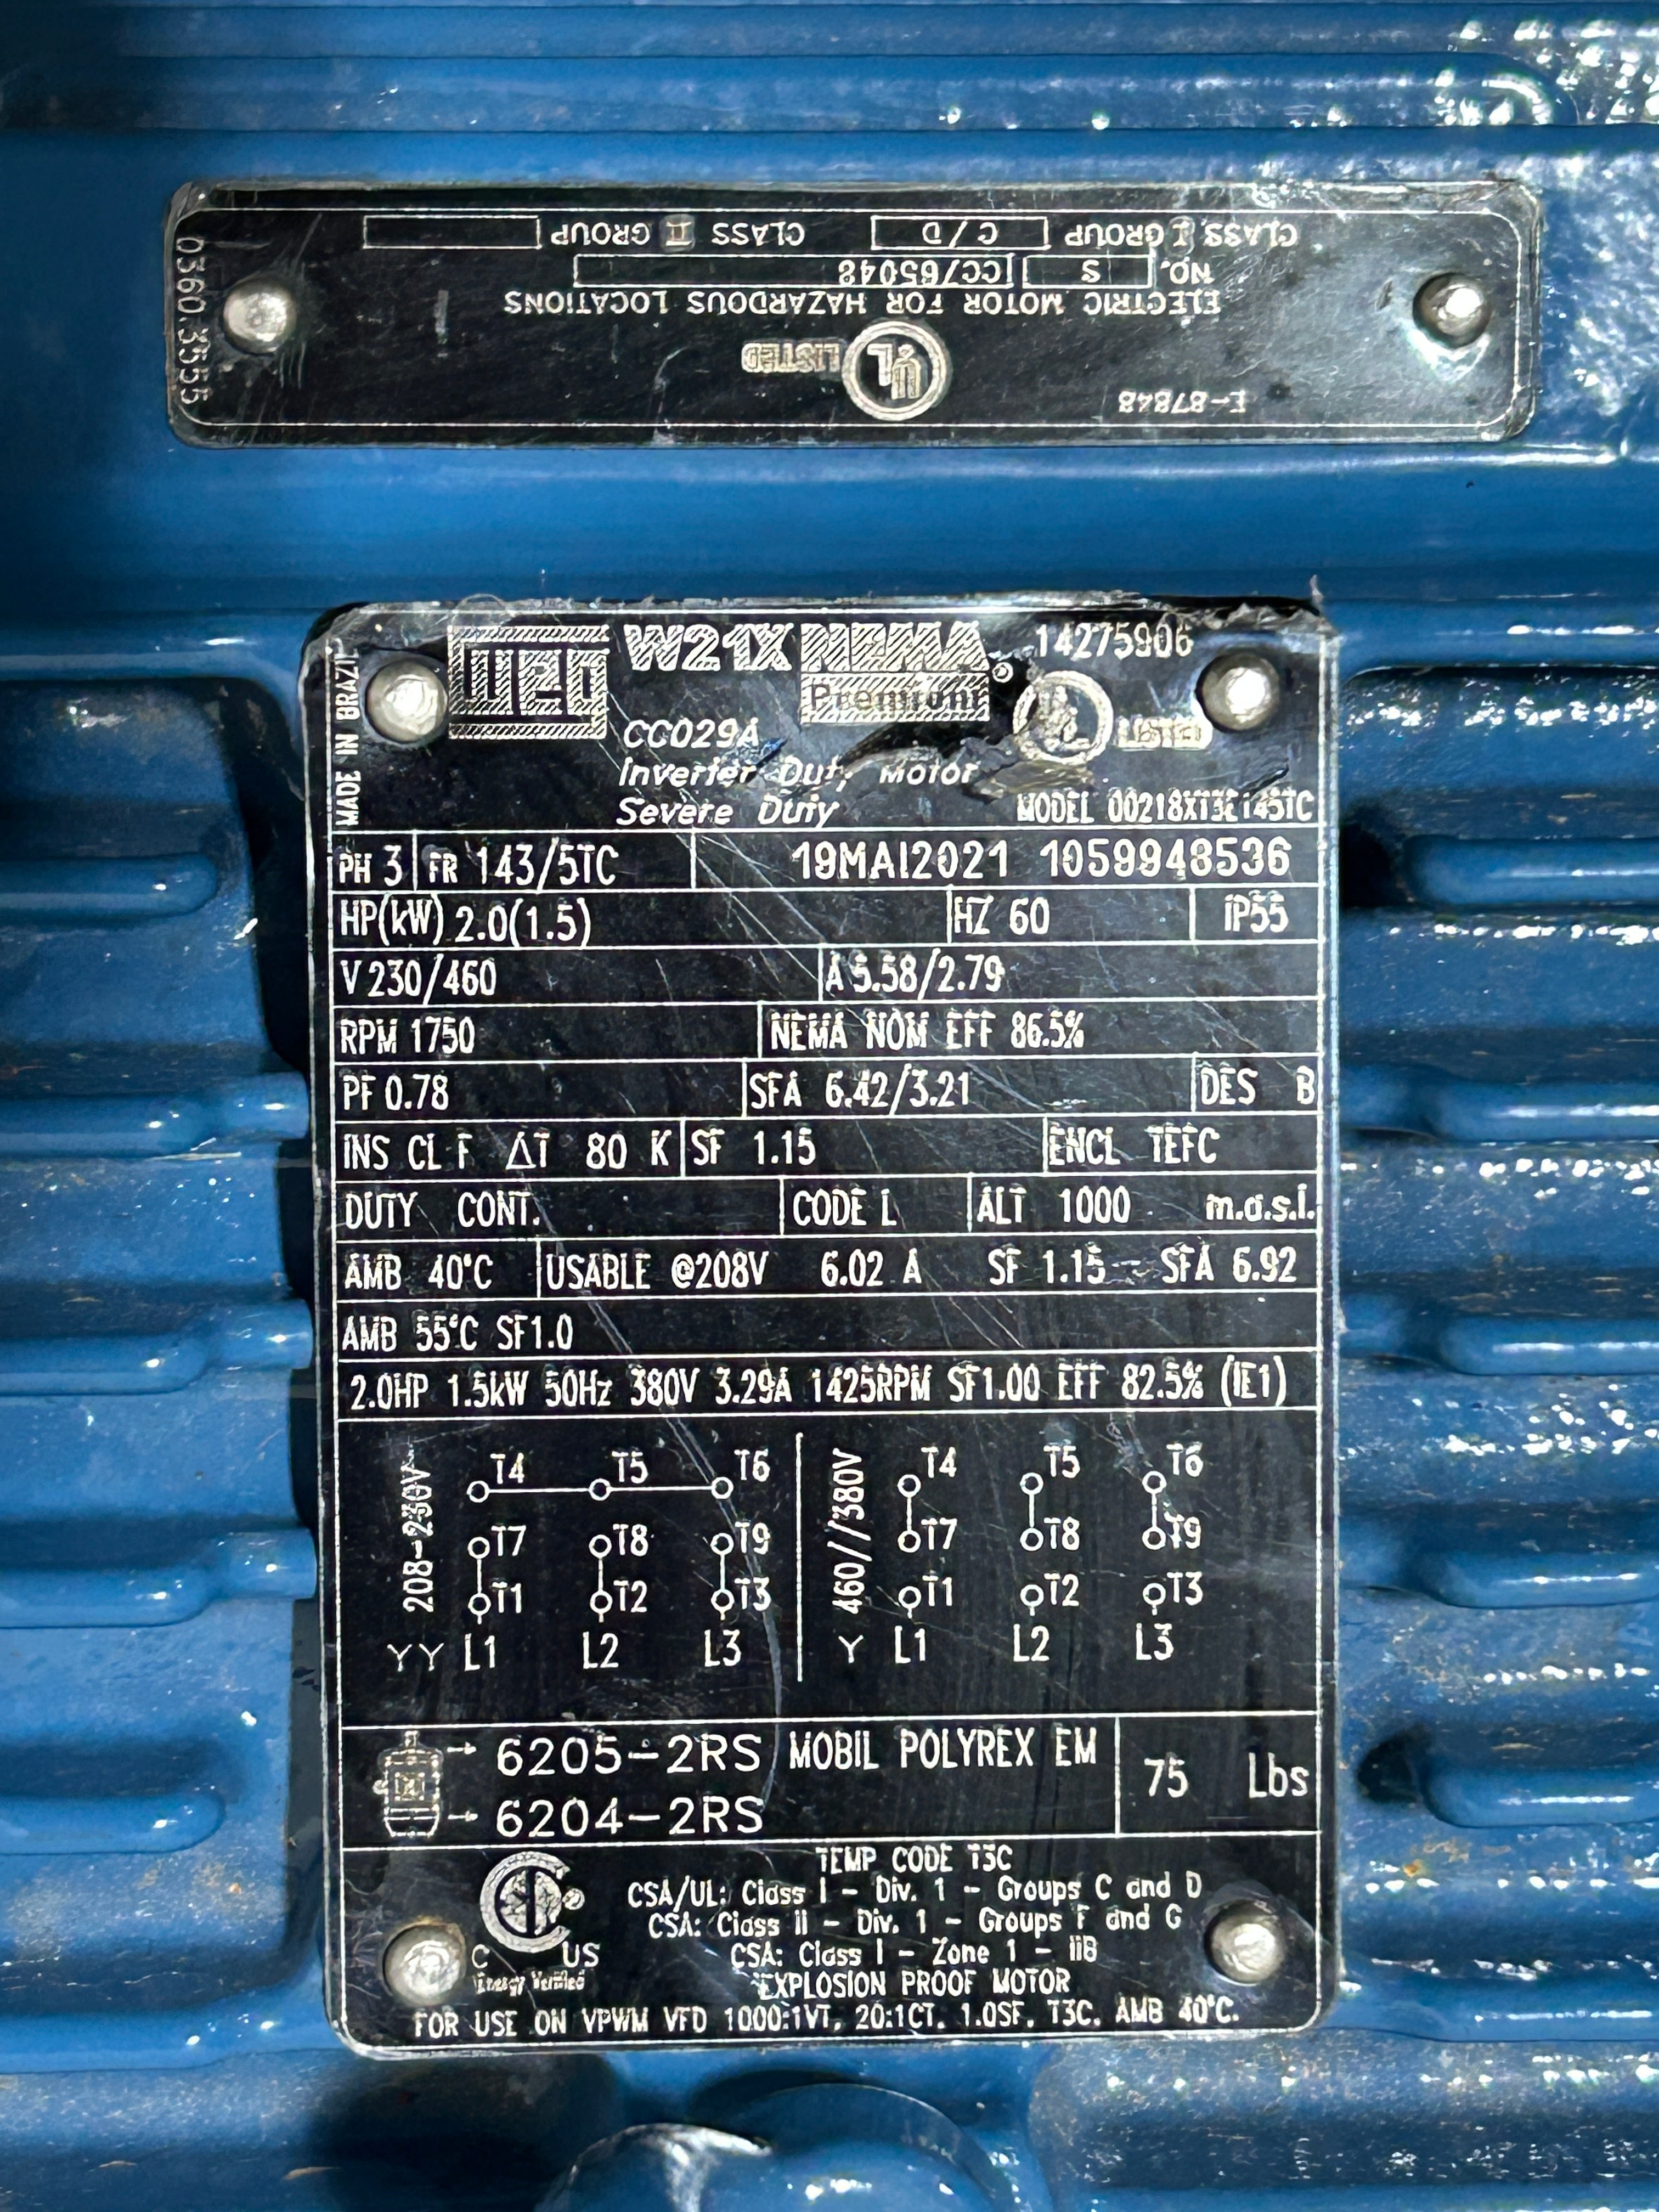 CLASS I GROUP C/D CLASS II GROUP
NO. S CC765048
ELECTRIC MOTOR FOR HAZARDOUS LOCATIONS
UL LISTED
E-87848
0360.3555
MADE IN BRAZIL
WEG W21X NEMA Premium ® 14275906
CC029A UL LISTED
Inverter Duty Motor
Severe Duty MODEL
PH 3 FR 143/5TC 19MAI2021 1059948536
HP(kW) 2.0(1.5) HZ 60 IP55
V 230/460 A 5.58/2.79
RPM 1750 NEMA NOM EFF 86.5%
PF 0.78 SFA 6.42/3.21 DES B
INS CL F ΔT 80 K SF 1.15 ENCL TEFC
DUTY CONT. CODE L ALT 1000 m.a.s.l.
AMB 40°C USABLE @208V 6.02 A SF 1.15 SFA 6.92
AMB 55°C SF1.0
2.0HP 1.5kW 50Hz 380V 3.29A 1425RPM SF1.00 EFF 82.5% (IE1)
208-230V
T4 T5 T6
T7 T8 T9
T1 T2 T3
YY L1 L2 L3
460//380V
T4 T5 T6
T7 T8 T9
T1 T2 T3
Y L1 L2 L3
6205-2RS MOBIL POLYREX EM
6204-2RS
75 Lbs
TEMP CODE T3C
CSA/UL: Class I - Div. 1 - Groups C and D
CSA: Class II - Div. 1 - Groups F and G
CSA: Class I - Zone 1 - IIB
C US
Energy Verified
EXPLOSION PROOF MOTOR
FOR USE ON VPWM VFD 1000:1VT, 20:1CT, 1.0SF, T3C, AMB 40°C.